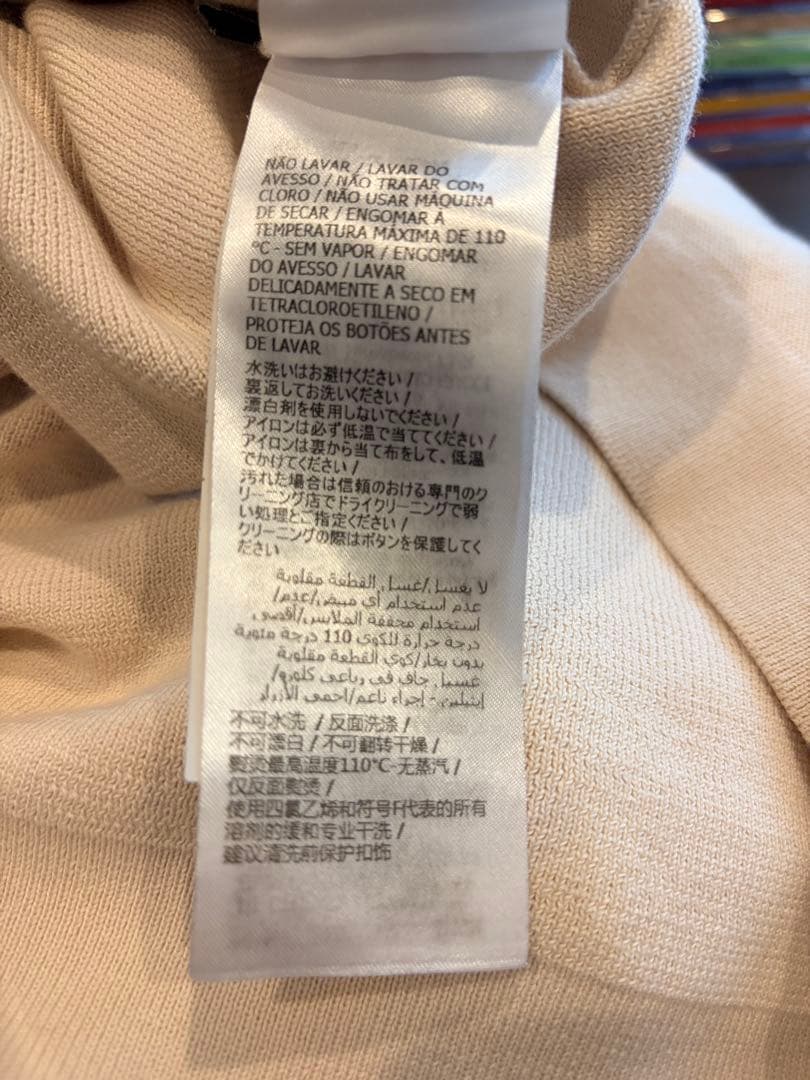 NÃO LAVAR / LAVAR DO
AVESSO / NÃO TRATAR COM
CLORO / NÃO USAR MÁQUINA
DE SECAR / ENGOMAR À
TEMPERATURA MÁXIMA DE 110
°C - SEM VAPOR / ENGOMAR
DO AVESSO / LAVAR
DELICADAMENTE A SECO EM
TETRACLOROETILENO /
PROTEJA OS BOTÕES ANTES
DE LAVAR
水洗いはお避けください /
裏返してお洗いください /
漂白剤を使用しないでください /
アイロンは必ず低温で当ててください /
アイロンは裏から当て布をして、低温
でかけてください /
汚れた場合は信頼のおける専門のク
リーニング店でドライクリーニングで弱
い処理とご指定ください /
クリーニングの際はボタンを保護してく
ださい
لا يغسل/غسل القطعة مقلوبة
عدم استخدام أي مبيض/عدم/
استخدام مجففة الملابس/أقصى
درجة حرارة للكوي 110 درجة مئوية
بدون بخار/كوي القطعة مقلوبة
غسيل جاف في رباعي كلورو/
إيثيلين - إجراء ناعم/احمي الأزرار
不可水洗 / 反面洗涤 /
不可漂白 / 不可翻转干燥 /
熨烫最高温度110°C-无蒸汽 /
仅反面熨烫 /
使用四氯乙烯和符号F代表的所有
溶剂的缓和专业干洗 /
建议清洗前保护扣饰